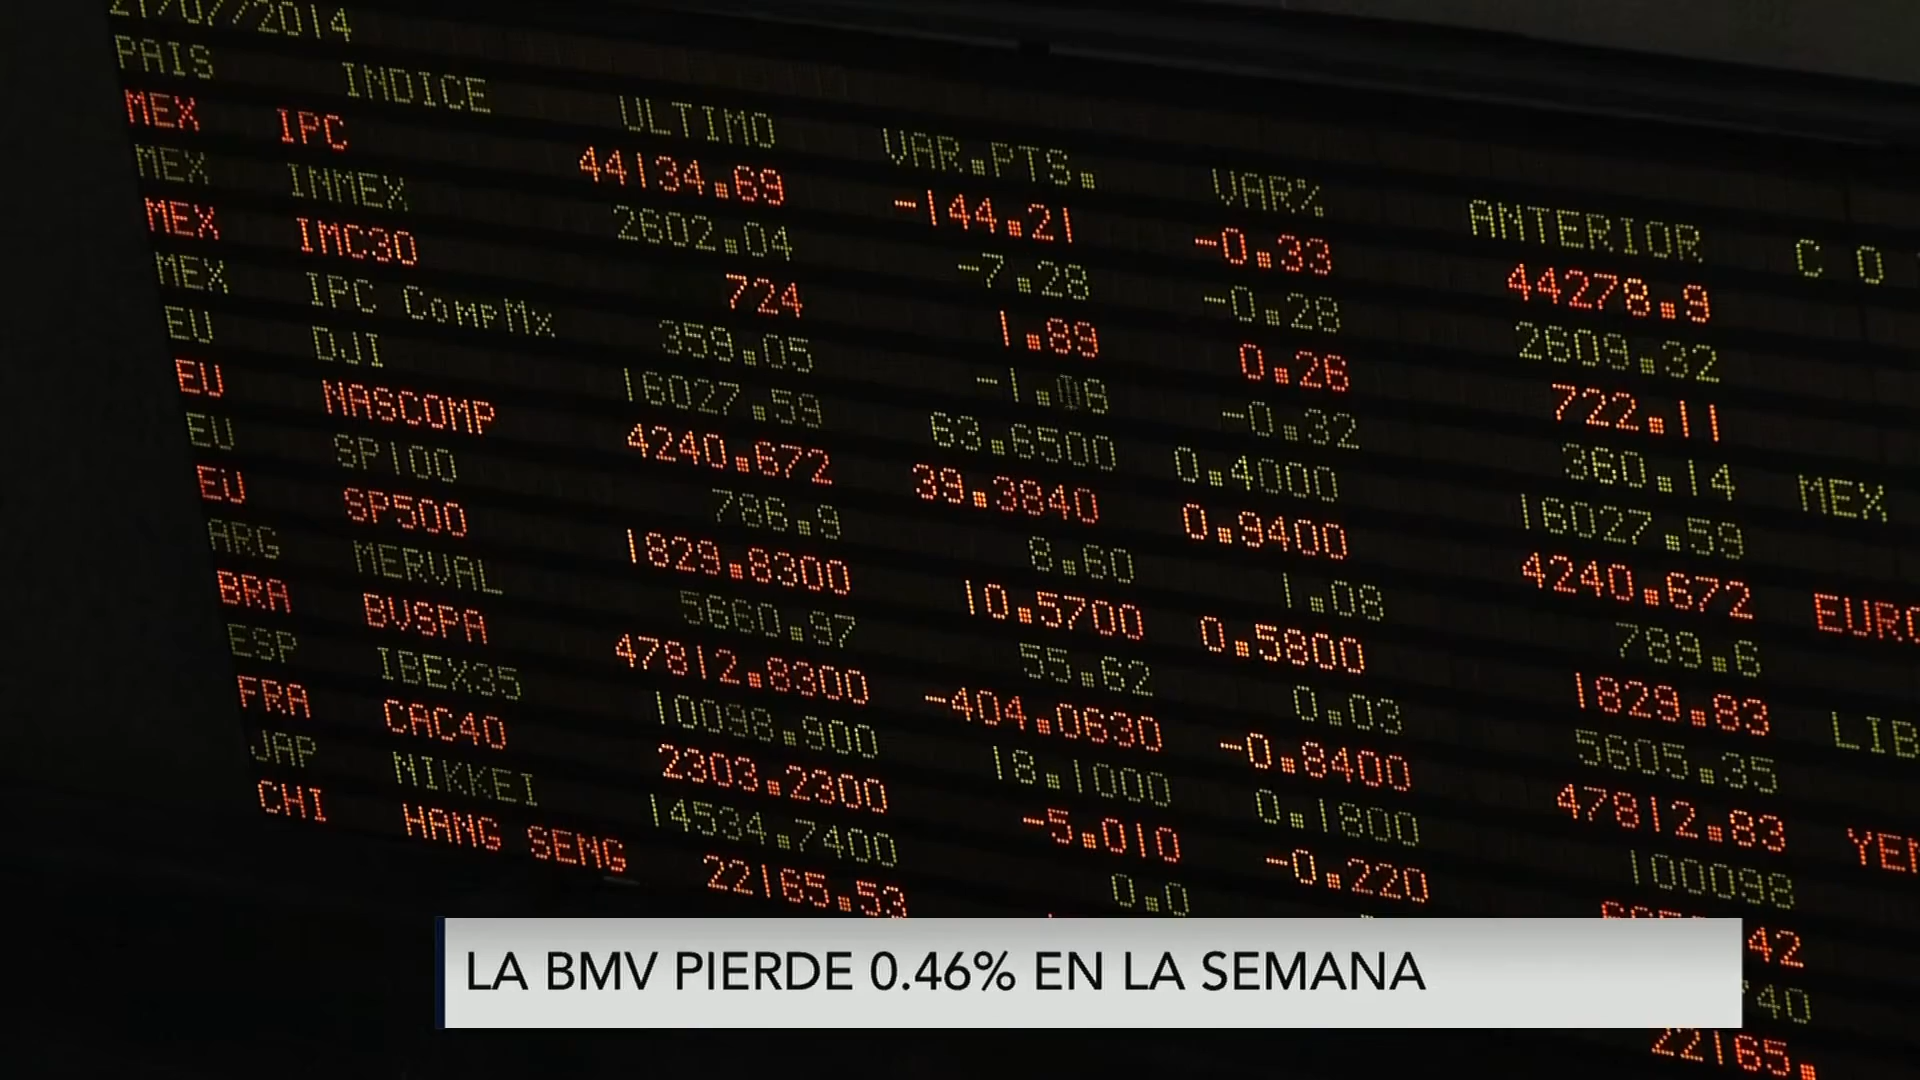 21/07/2014
PAIS INDICE ULTIMO VAR.PTS. VAR% ANTERIOR C O
MEX IPC 44134.69 -144.21 -0.33 44278.9
MEX INMEX 2602.04 -7.28 -0.28 2609.32
MEX IMC30 724 1.89 0.26 722.11
MEX IPC CompMx 359.05 -1.08 -0.32 360.14 MEX
EU DJI 16027.59 63.6500 0.4000 16027.59
EU NASCOMP 4240.672 39.3840 0.9400 4240.672 EURO
EU SP100 786.9 8.60 1.08 789.6
EU SP500 1829.8300 10.5700 0.5800 1829.83 LIB
ARG MERVAL 5660.97 55.62 0.03 5605.35
BRA BVSPA 47812.8300 -404.0630 -0.8400 47812.83 YEN
ESP IBEX35 10098.900 18.1000 0.1800 100098
FRA CAC40 2303.2300 -5.010 -0.220 42
JAP NIKKEI 14534.7400 0.0 40
CHI HANG SENG 22165.53 22165.
LA BMV PIERDE 0.46% EN LA SEMANA